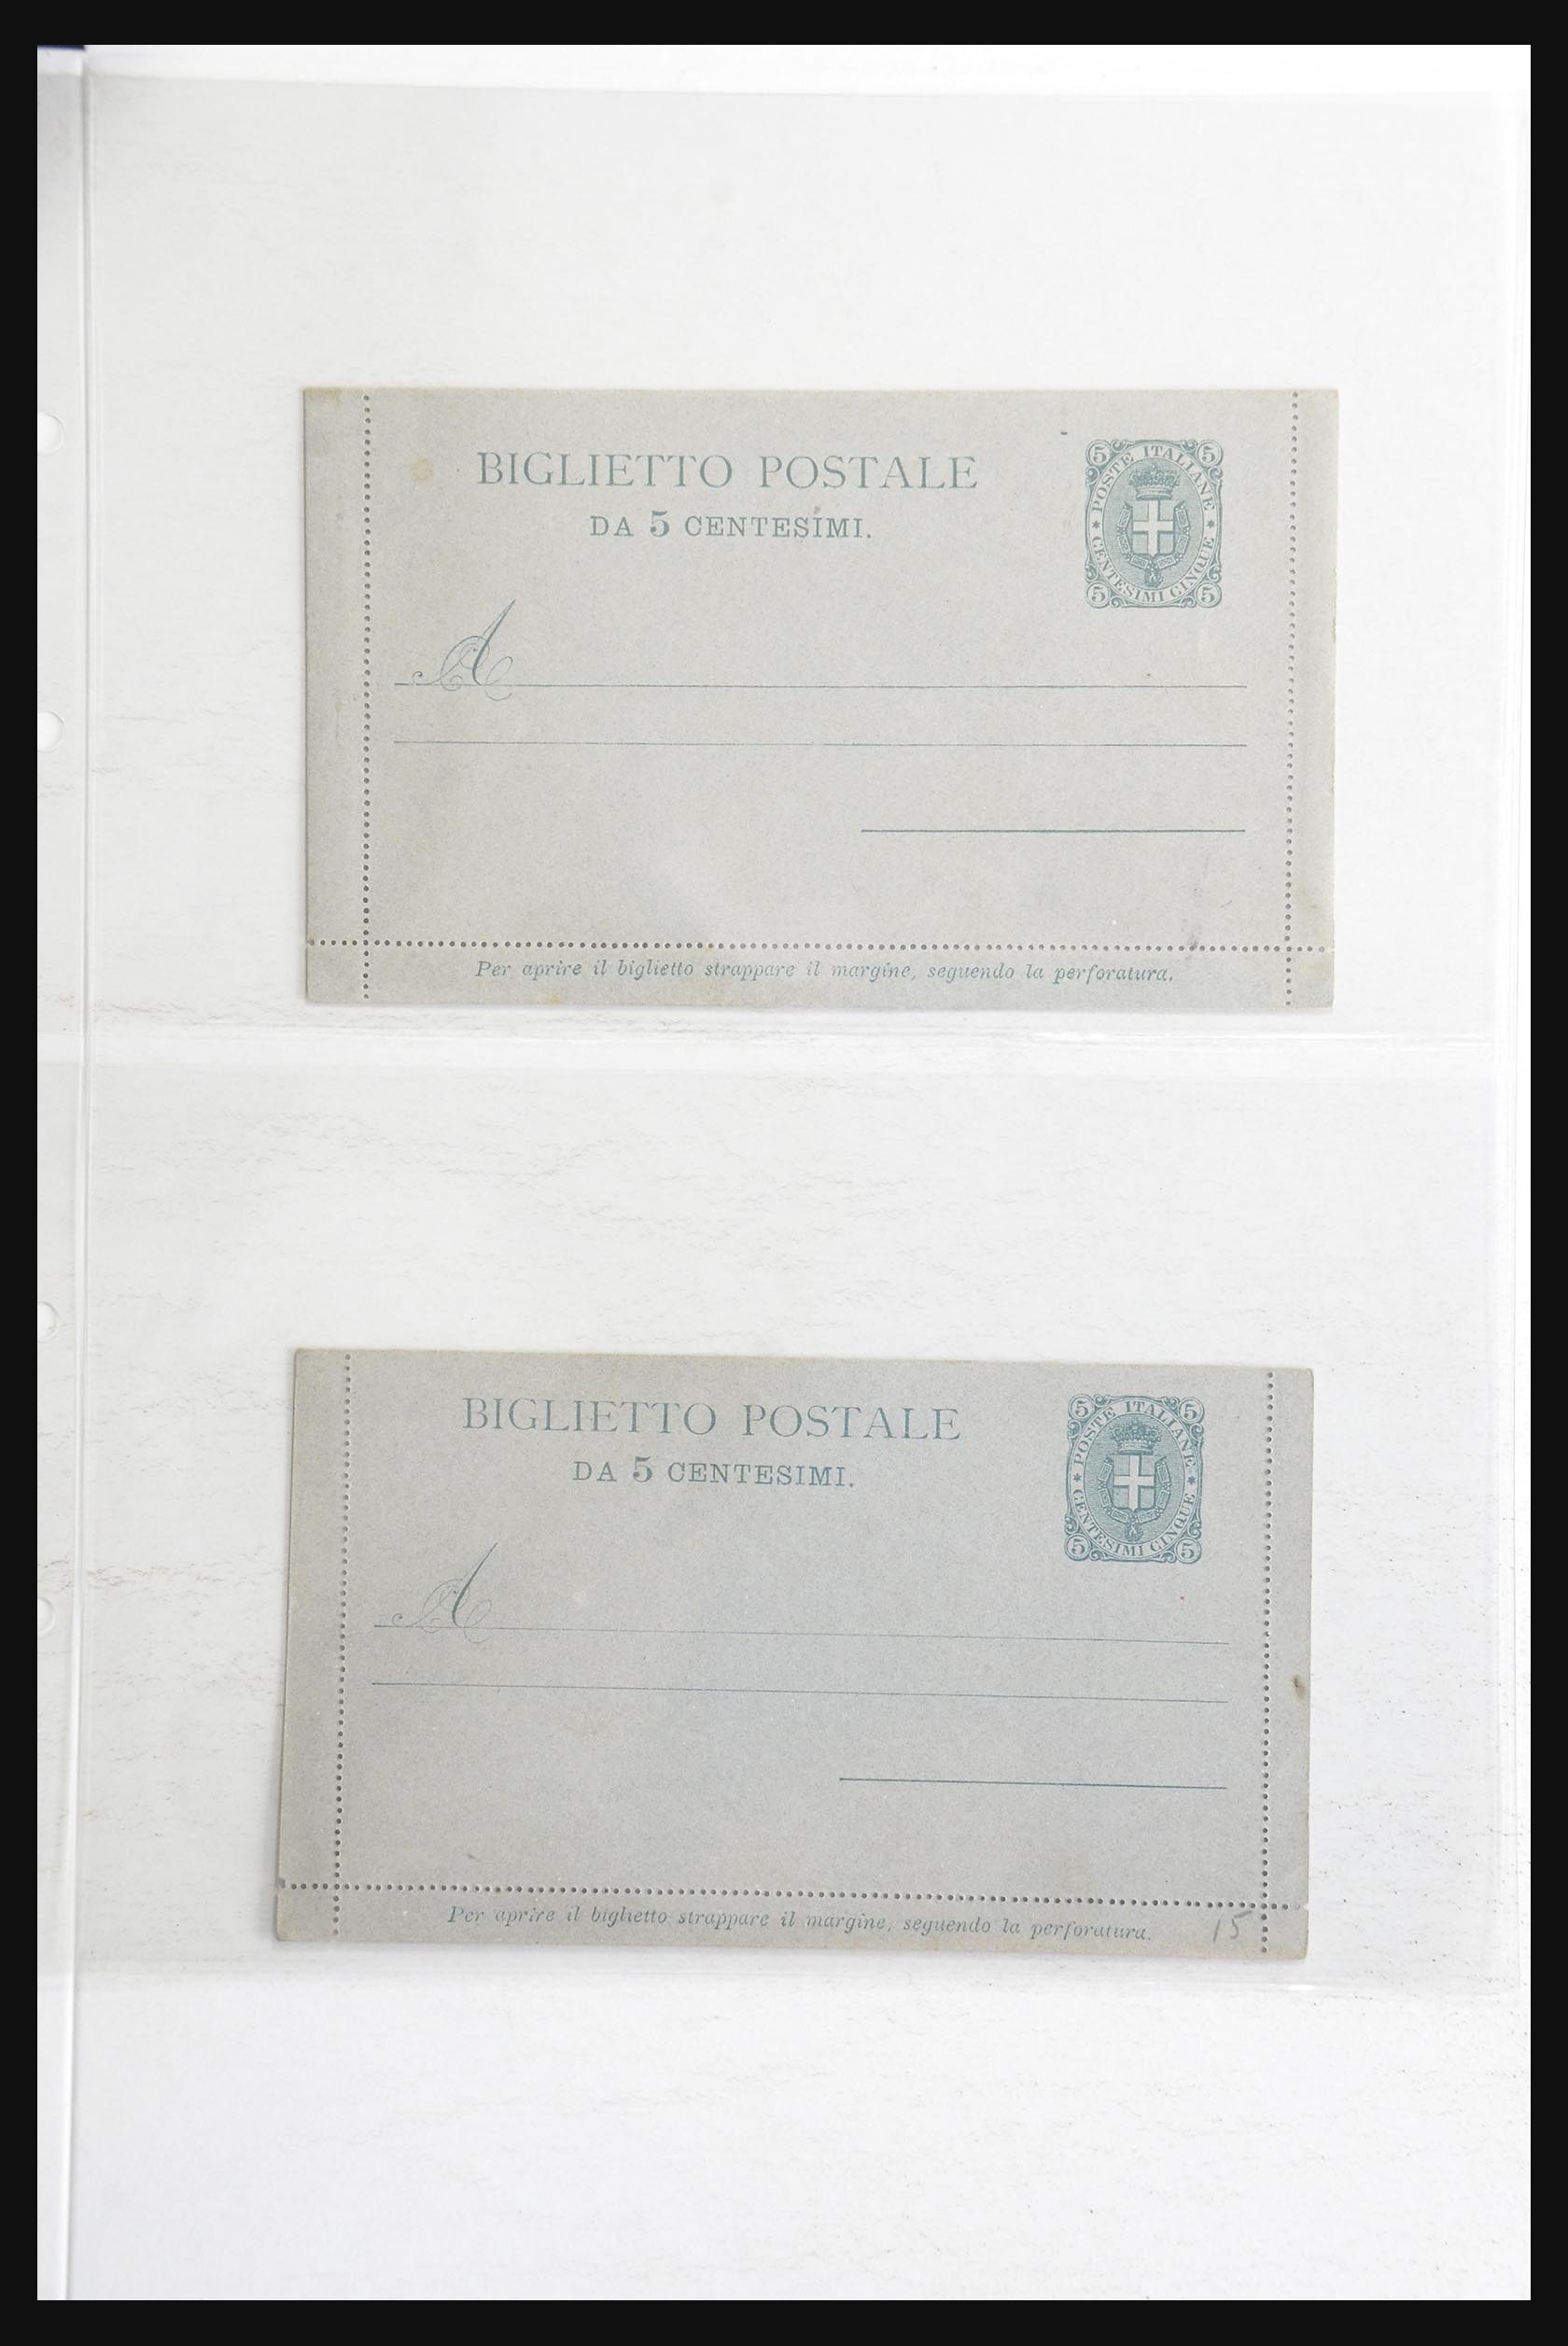 BIGLIETTO POSTALE
DA 5 CENTESIMI.
5 5
POSTE ITALIANE
CENTESIMI CINQUE
5 5
A
Per aprire il biglietto strappare il margine, seguendo la perforatura.
BIGLIETTO POSTALE
DA 5 CENTESIMI.
5 5
POSTE ITALIANE
CENTESIMI CINQUE
5 5
A
Per aprire il biglietto strappare il margine, seguendo la perforatura.
15